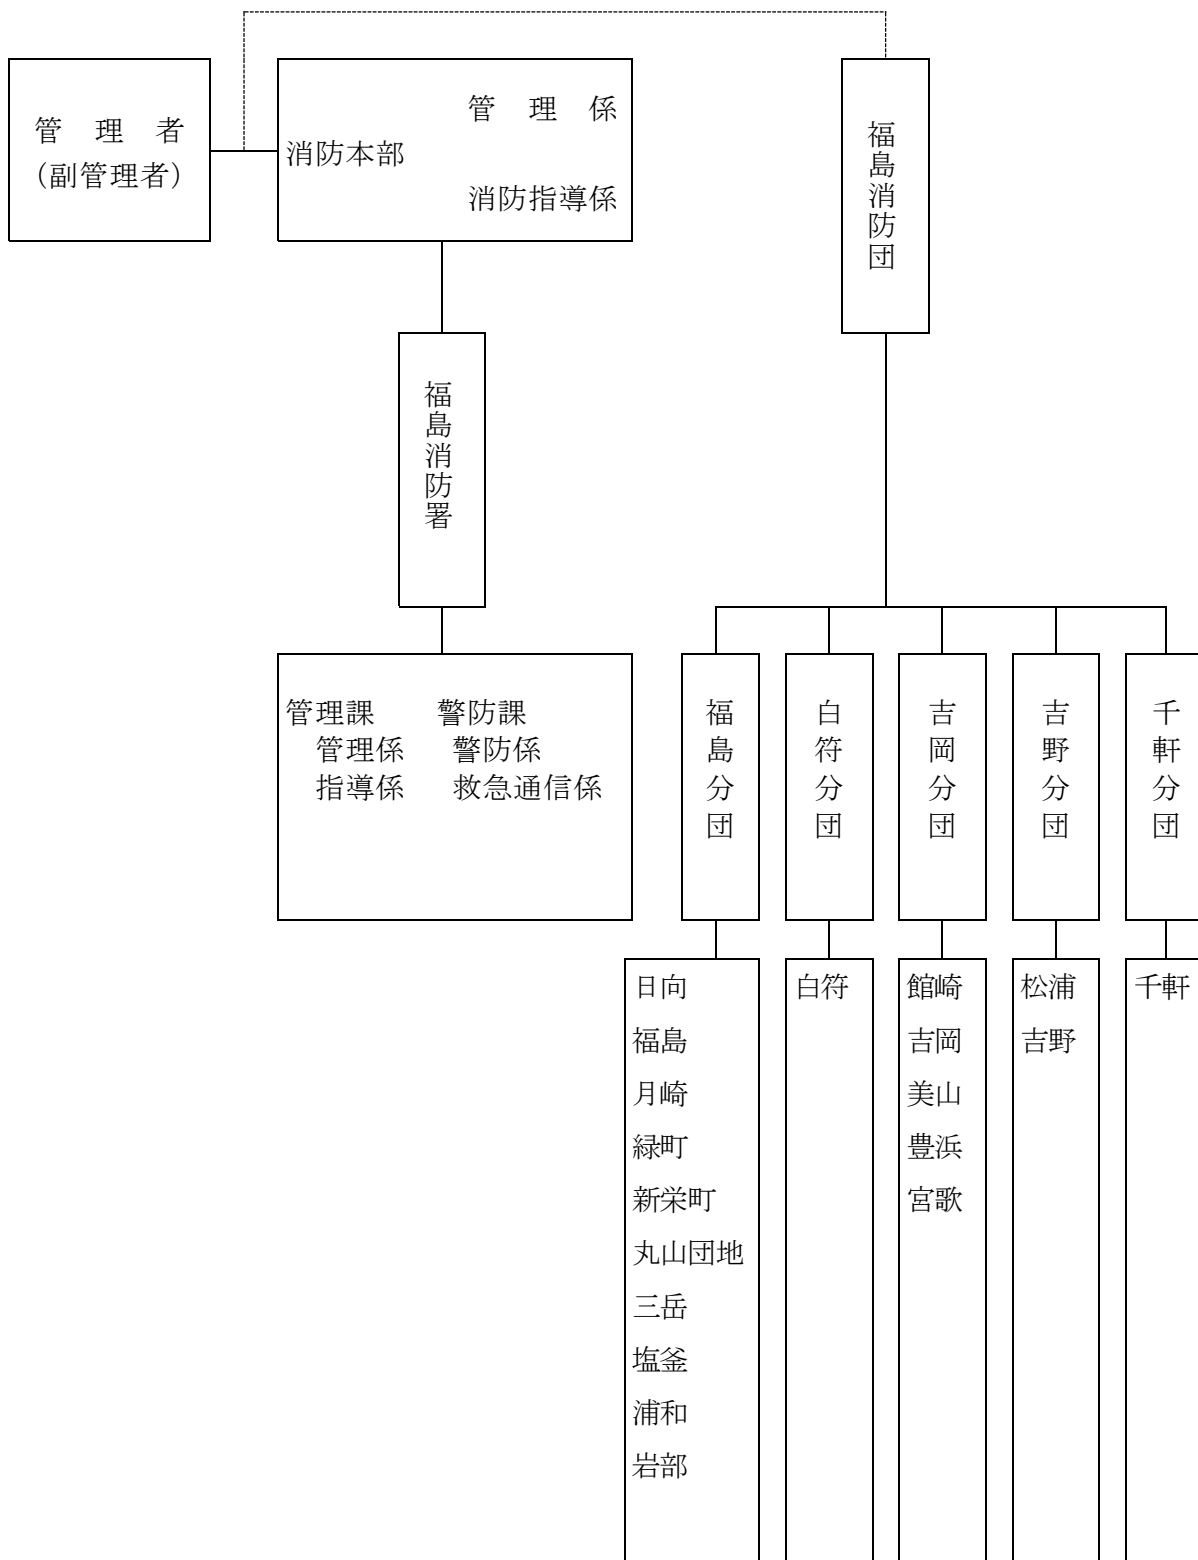 管　理　者
(副管理者)
管　理　係
消防本部
消防指導係
福島消防団
福島消防署
管理課　　警防課
管理係　　警防係
指導係　　救急通信係
福島分団
白符分団
吉岡分団
吉野分団
千軒分団
日向
福島
月崎
緑町
新栄町
丸山団地
三岳
塩釜
浦和
岩部
白符
館崎
吉岡
美山
豊浜
宮歌
松浦
吉野
千軒